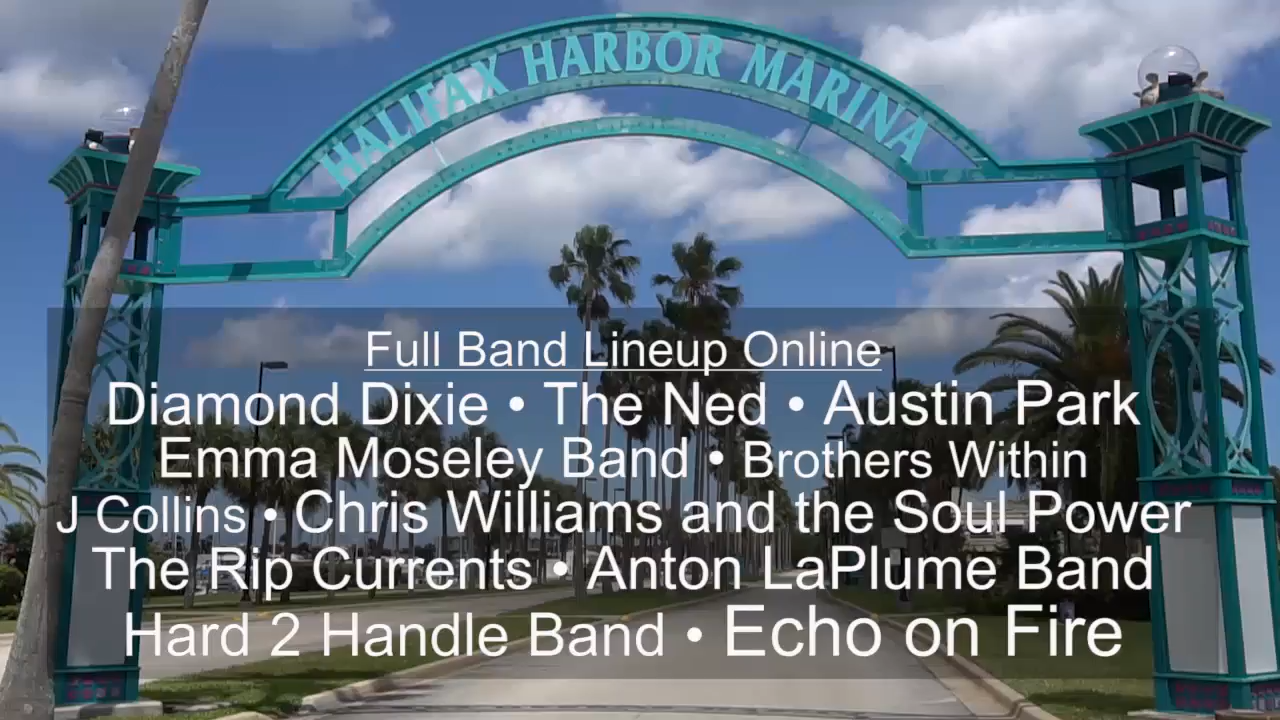 HALIFAX HARBOR MARINA
Full Band Lineup Online
Diamond Dixie • The Ned • Austin Park
Emma Moseley Band • Brothers Within
J Collins • Chris Williams and the Soul Power
The Rip Currents • Anton LaPlume Band
Hard 2 Handle Band • Echo on Fire